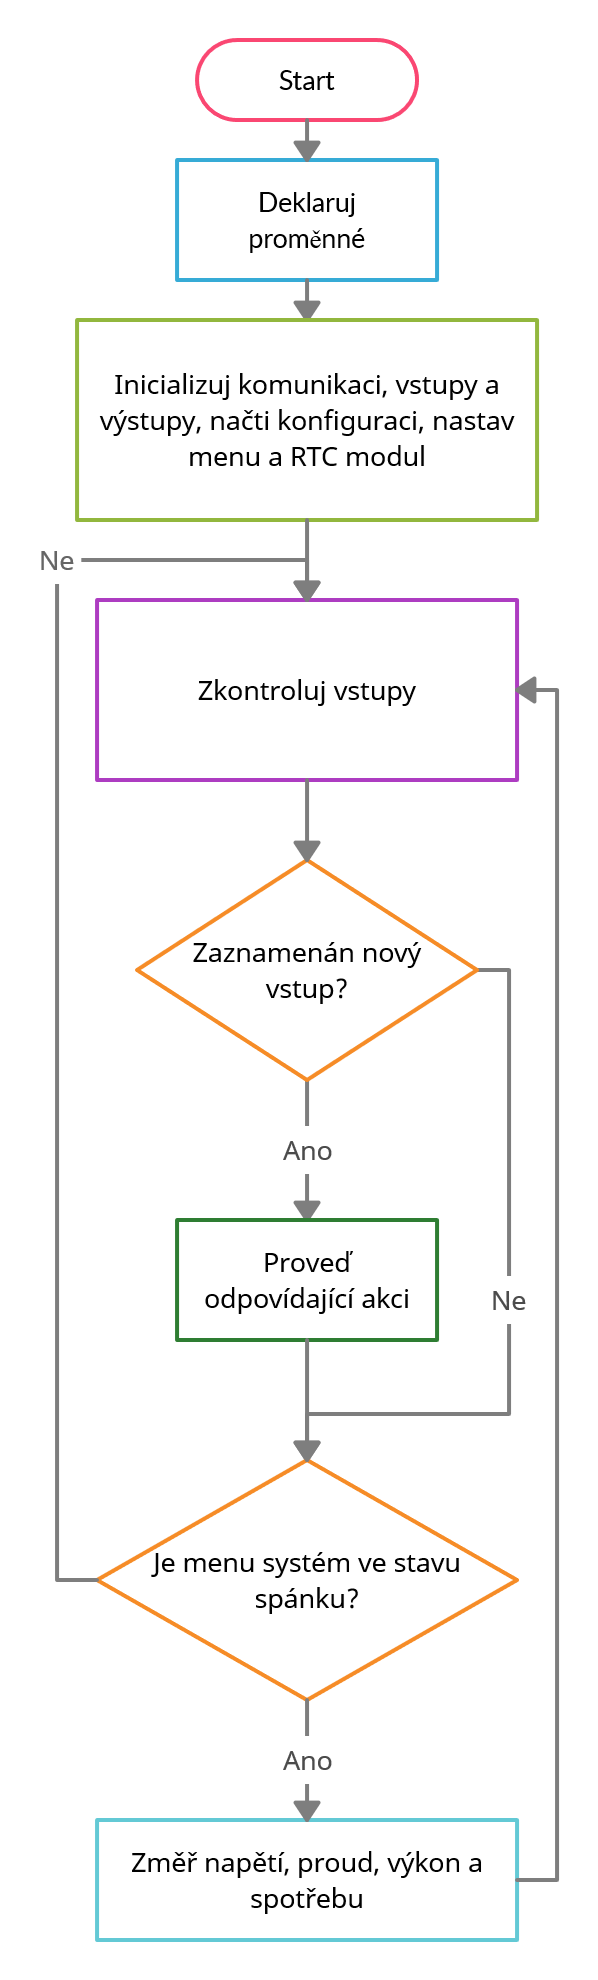 Start
Deklaruj
proměnné
Inicializuj komunikaci, vstupy a
výstupy, načti konfiguraci, nastav
menu a RTC modul
Ne
Zkontroluj vstupy
Zaznamenán nový
vstup?
Ano
Proveď
odpovídající akci
Ne
Je menu systém ve stavu
spánku?
Ano
Změř napětí, proud, výkon a
spotřebu